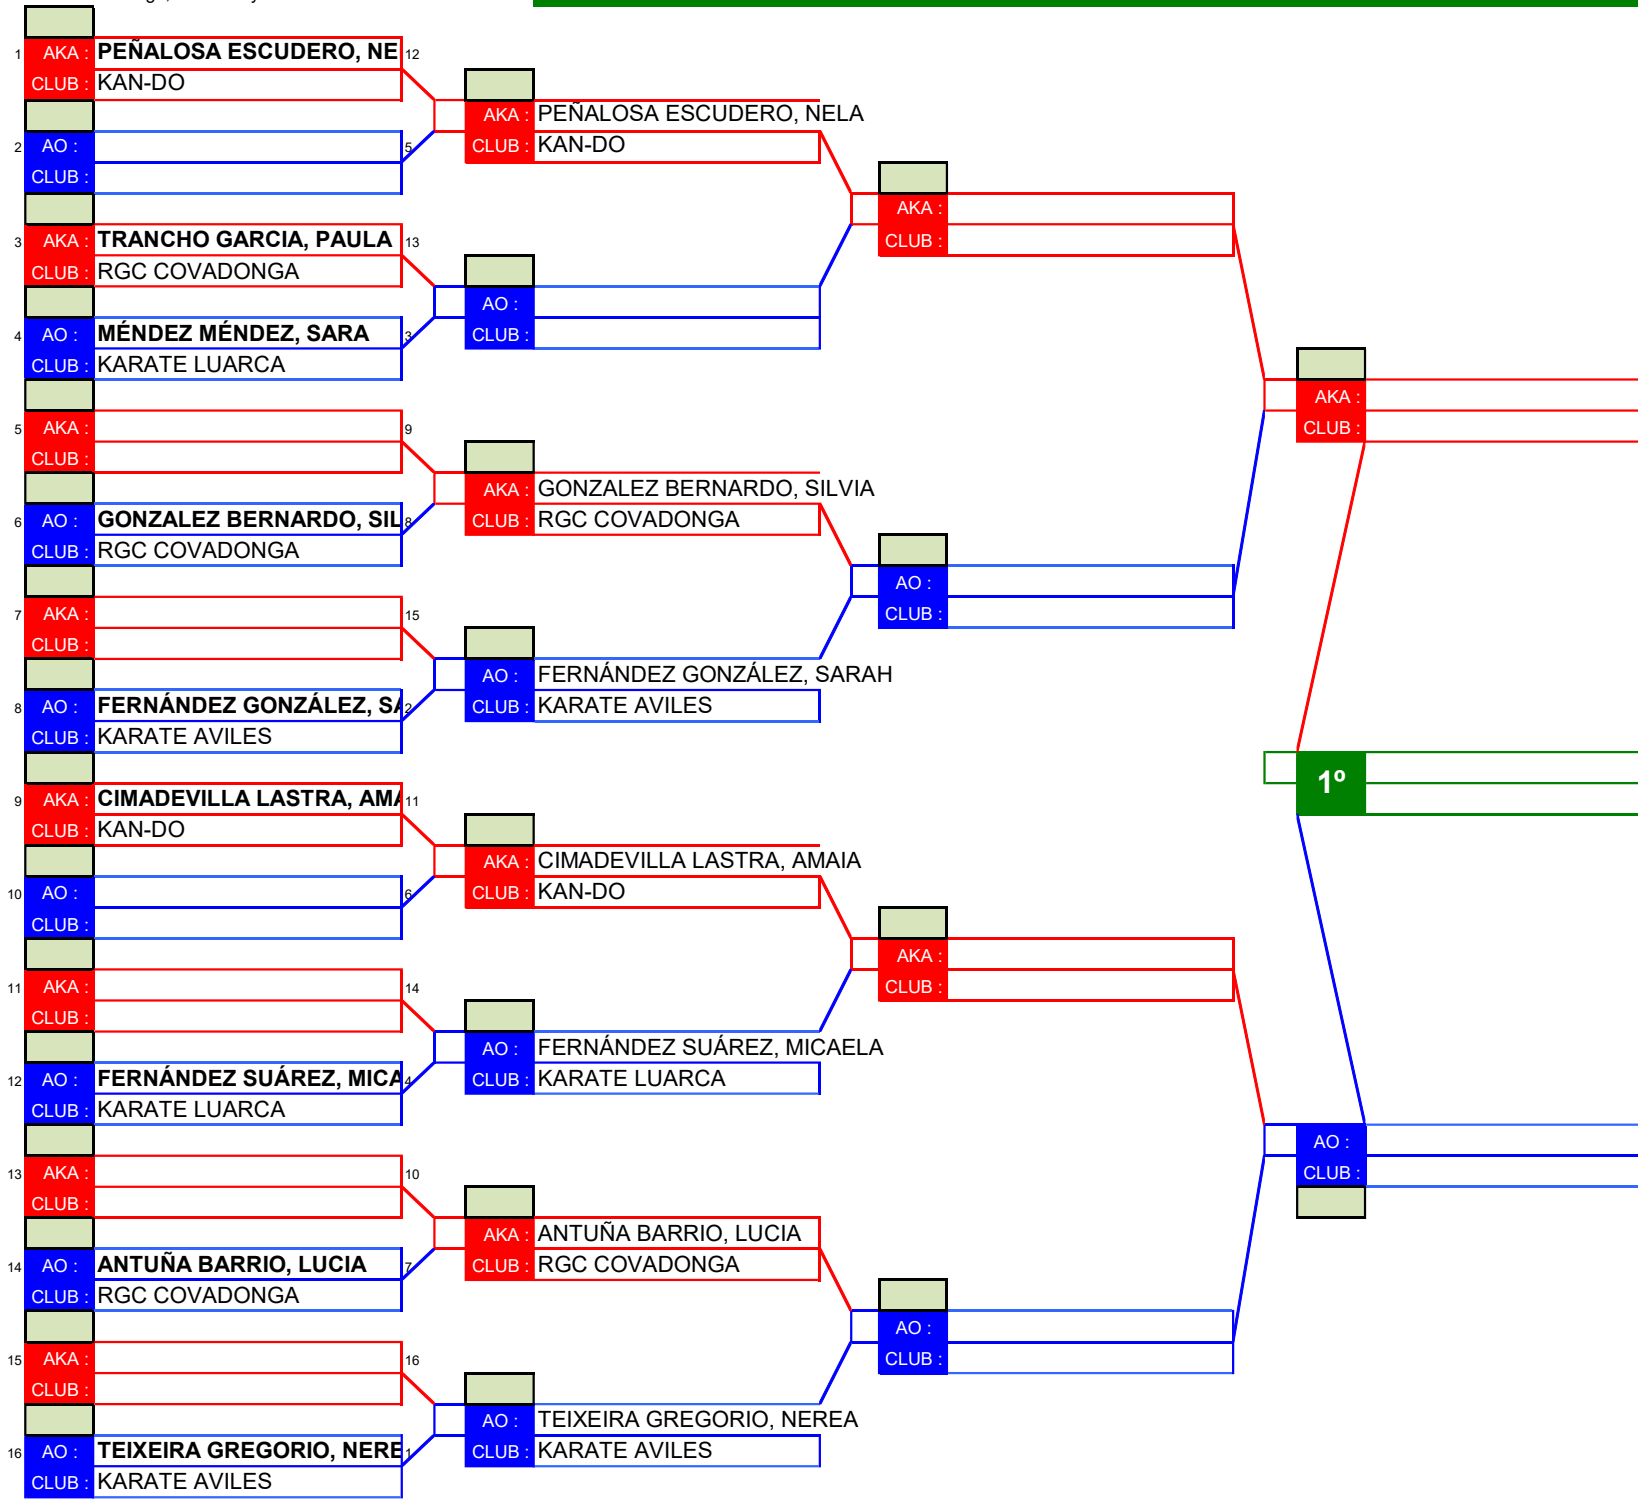 1 AKA : PEÑALOSA ESCUDERO, NE 12
CLUB : KAN-DO
2 AO : 5
CLUB :
3 AKA : TRANCHO GARCIA, PAULA 13
CLUB : RGC COVADONGA
4 AO : MÉNDEZ MÉNDEZ, SARA 3
CLUB : KARATE LUARCA
5 AKA : 9
CLUB :
6 AO : GONZALEZ BERNARDO, SIL 8
CLUB : RGC COVADONGA
7 AKA : 15
CLUB :
8 AO : FERNÁNDEZ GONZÁLEZ, SA 2
CLUB : KARATE AVILES
9 AKA : CIMADEVILLA LASTRA, AMA 11
CLUB : KAN-DO
10 AO : 6
CLUB :
11 AKA : 14
CLUB :
12 AO : FERNÁNDEZ SUÁREZ, MICA 4
CLUB : KARATE LUARCA
13 AKA : 10
CLUB :
14 AO : ANTUÑA BARRIO, LUCIA 7
CLUB : RGC COVADONGA
15 AKA : 16
CLUB :
16 AO : TEIXEIRA GREGORIO, NERE 1
CLUB : KARATE AVILES
AKA : PEÑALOSA ESCUDERO, NELA
CLUB : KAN-DO
AO :
CLUB :
AKA : GONZALEZ BERNARDO, SILVIA
CLUB : RGC COVADONGA
AO : FERNÁNDEZ GONZÁLEZ, SARAH
CLUB : KARATE AVILES
AKA : CIMADEVILLA LASTRA, AMAIA
CLUB : KAN-DO
AO : FERNÁNDEZ SUÁREZ, MICAELA
CLUB : KARATE LUARCA
AKA : ANTUÑA BARRIO, LUCIA
CLUB : RGC COVADONGA
AO : TEIXEIRA GREGORIO, NEREA
CLUB : KARATE AVILES
AKA :
CLUB :
AO :
CLUB :
AKA :
CLUB :
AO :
CLUB :
AKA :
CLUB :
1º
AO :
CLUB :